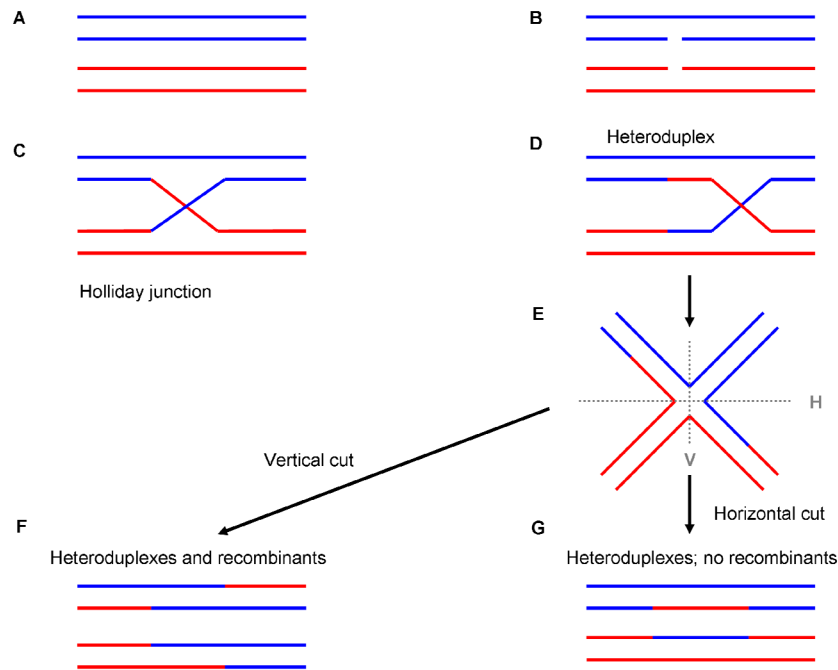 A
B
C
D
Heteroduplex
Holliday junction
E
H
V
Vertical cut
Horizontal cut
F
G
Heteroduplexes and recombinants
Heteroduplexes; no recombinants